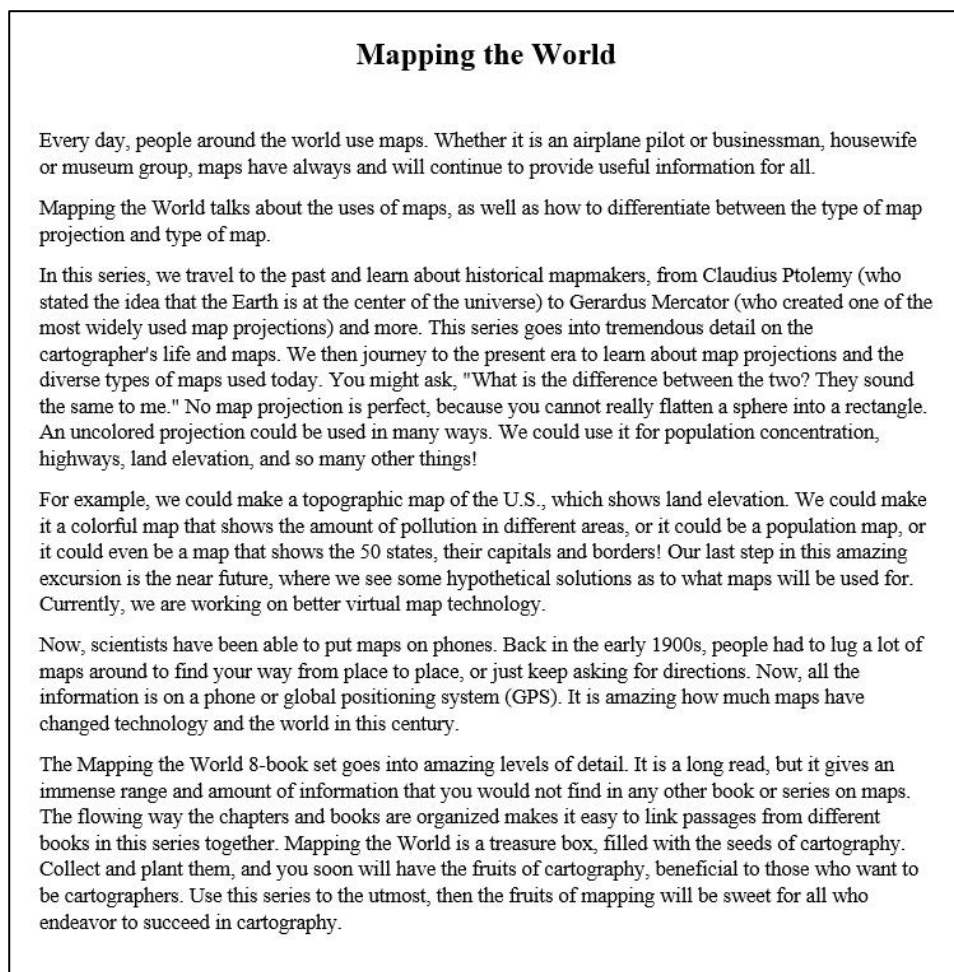 Mapping the World
Every day, people around the world use maps. Whether it is an airplane pilot or businessman, housewife
or museum group, maps have always and will continue to provide useful information for all.
Mapping the World talks about the uses of maps, as well as how to differentiate between the type of map
projection and type of map.
In this series, we travel to the past and learn about historical mapmakers, from Claudius Ptolemy (who
stated the idea that the Earth is at the center of the universe) to Gerardus Mercator (who created one of the
most widely used map projections) and more. This series goes into tremendous detail on the
cartographer's life and maps. We then journey to the present era to learn about map projections and the
diverse types of maps used today. You might ask, "What is the difference between the two? They sound
the same to me." No map projection is perfect, because you cannot really flatten a sphere into a rectangle.
An uncolored projection could be used in many ways. We could use it for population concentration,
highways, land elevation, and so many other things!
For example, we could make a topographic map of the U.S., which shows land elevation. We could make
it a colorful map that shows the amount of pollution in different areas, or it could be a population map, or
it could even be a map that shows the 50 states, their capitals and borders! Our last step in this amazing
excursion is the near future, where we see some hypothetical solutions as to what maps will be used for.
Currently, we are working on better virtual map technology.
Now, scientists have been able to put maps on phones. Back in the early 1900s, people had to lug a lot of
maps around to find your way from place to place, or just keep asking for directions. Now, all the
information is on a phone or global positioning system (GPS). It is amazing how much maps have
changed technology and the world in this century.
The Mapping the World 8-book set goes into amazing levels of detail. It is a long read, but it gives an
immense range and amount of information that you would not find in any other book or series on maps.
The flowing way the chapters and books are organized makes it easy to link passages from different
books in this series together. Mapping the World is a treasure box, filled with the seeds of cartography.
Collect and plant them, and you soon will have the fruits of cartography, beneficial to those who want to
be cartographers. Use this series to the utmost, then the fruits of mapping will be sweet for all who
endeavor to succeed in cartography.